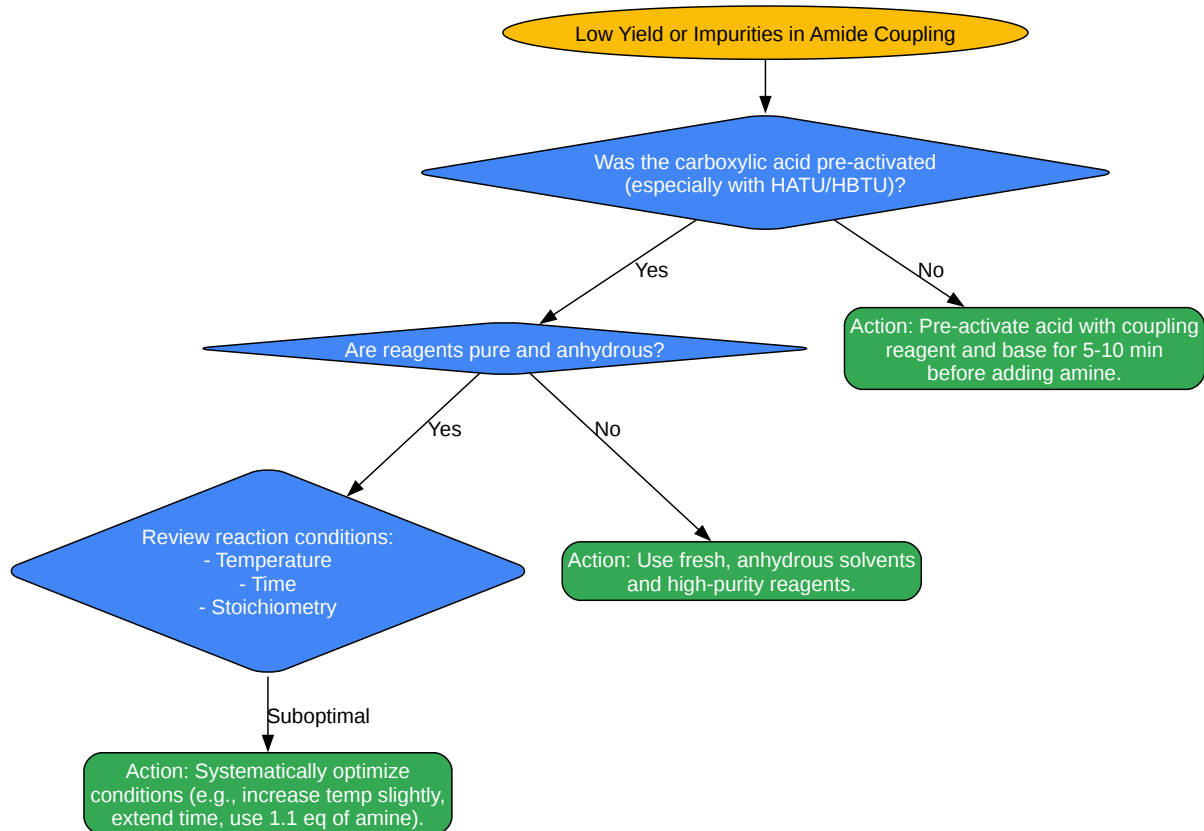 Low Yield or Impurities in Amide Coupling
Was the carboxylic acid pre-activated
(especially with HATU/HBTU)?
Yes
No
Action: Pre-activate acid with coupling
reagent and base for 5-10 min
before adding amine.
Are reagents pure and anhydrous?
Yes
No
Review reaction conditions:
- Temperature
- Time
- Stoichiometry
Action: Use fresh, anhydrous solvents
and high-purity reagents.
Suboptimal
Action: Systematically optimize
conditions (e.g., increase temp slightly,
extend time, use 1.1 eq of amine).